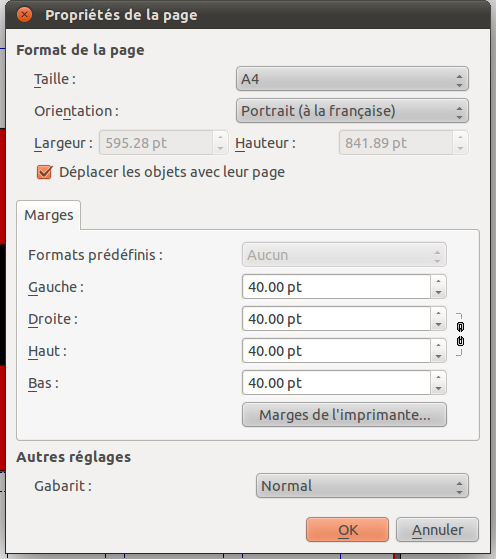 Propriétés de la page
Format de la page
Taille : A4
Orientation : Portrait (à la française)
Largeur : 595.28 pt Hauteur : 841.89 pt
Déplacer les objets avec leur page
Marges
Formats prédéfinis : Aucun
Gauche : 40.00 pt
Droite : 40.00 pt
Haut : 40.00 pt
Bas : 40.00 pt
Marges de l'imprimante...
Autres réglages
Gabarit : Normal
OK Annuler